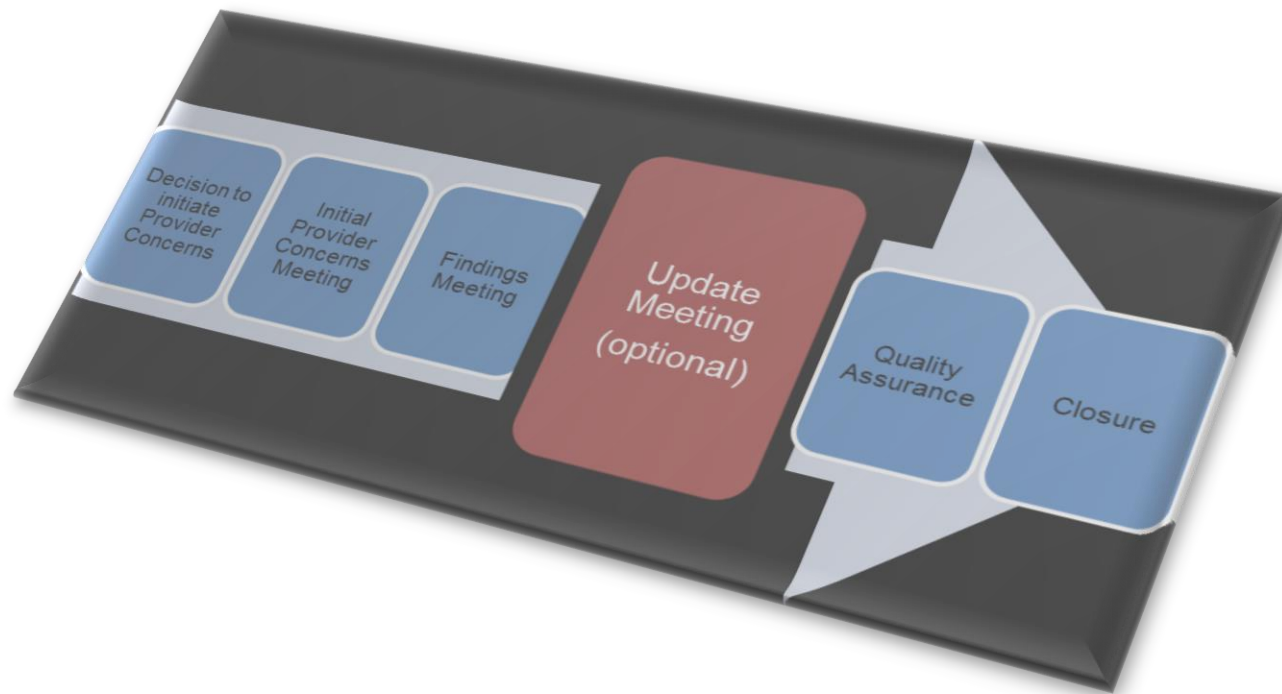 Decision to
initiate
Provider
Concerns
Initial
Provider
Concerns
Meeting
Findings
Meeting
Update
Meeting
(optional)
Quality
Assurance
Closure